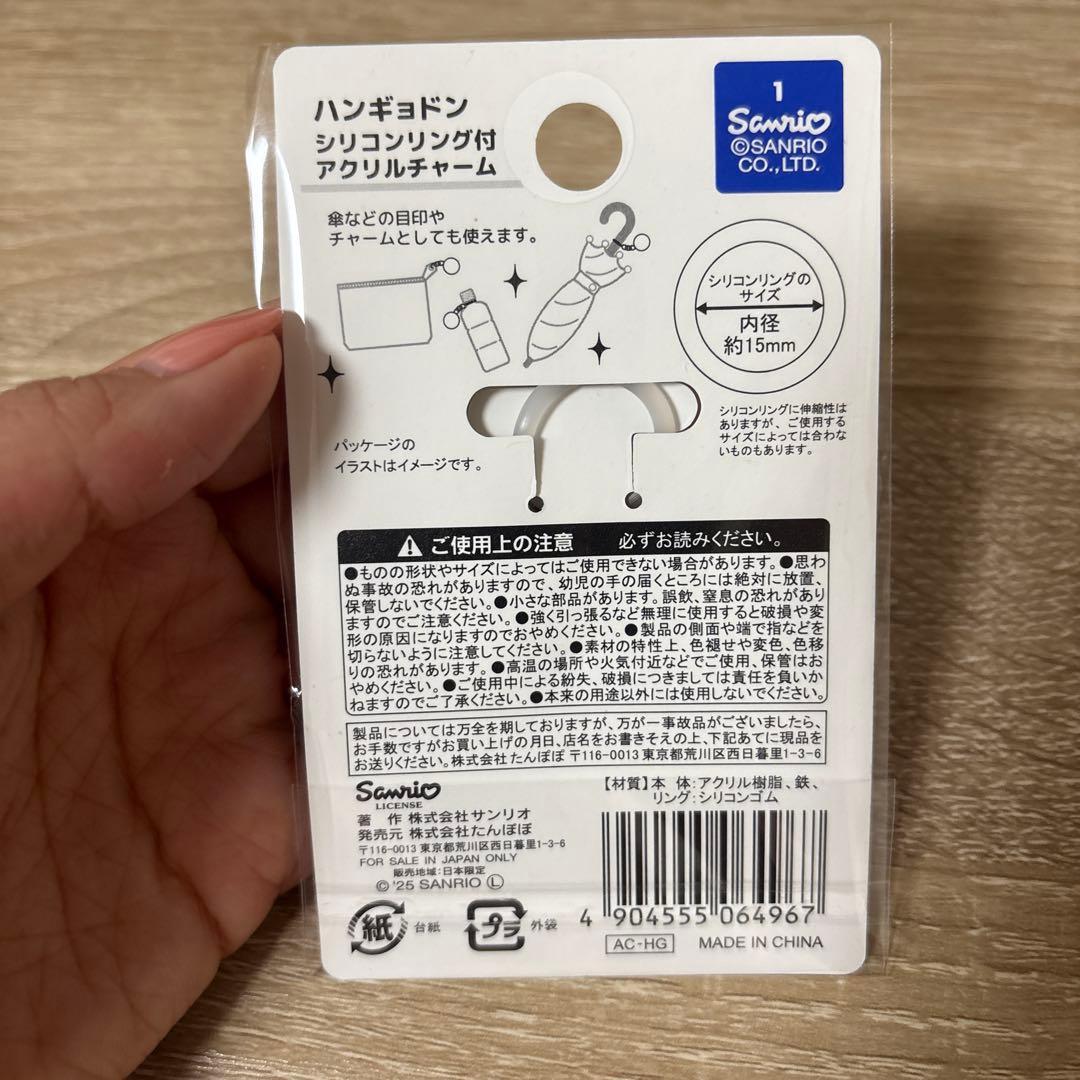 ハンギョドン
シリコンリング付
アクリルチャーム
1
Sanrio
©SANRIO
CO.,LTD.
傘などの目印や
チャームとしても使えます。
シリコンリングの
サイズ
内径
約15mm
シリコンリングに伸縮性は
ありますが、ご使用する
サイズによっては合わな
いものもあります。
パッケージの
イラストはイメージです。
ご使用上の注意 必ずお読みください。
●ものの形状やサイズによってはご使用できない場合があります。●思わ
ぬ事故の恐れがありますので、幼児の手の届くところには絶対に放置、
保管しないでください。●小さな部品があります。誤飲、窒息の恐れがあり
ますのでご注意ください。●強く引っ張るなど無理に使用すると破損や変
形の原因になりますのでおやめください。●製品の側面や端で指などを
切らないように注意してください。●素材の特性上、色褪せや変色、色移
りの恐れがあります。●高温の場所や火気付近などでご使用、保管はお
やめください。●ご使用中による紛失、破損につきましては責任を負いか
ねますのでご了承ください。●本来の用途以外には使用しないでください。
製品については万全を期しておりますが、万が一事故品がございましたら、
お手数ですがお買い上げの月日、店名をお書きそえの上、下記あてに現品を
お送りください。株式会社たんぽぽ 〒116-0013 東京都荒川区西日暮里1-3-6
Sanrio
LICENSE
著 作 株式会社サンリオ
発売元 株式会社たんぽぽ
〒116-0013 東京都荒川区西日暮里1-3-6
FOR SALE IN JAPAN ONLY
販売地域:日本限定
© '25 SANRIO Ⓛ
【材質】本 体:アクリル樹脂、鉄、
リング:シリコンゴム
4 904555 064967
紙 台紙
プラ 外袋
AC-HG MADE IN CHINA